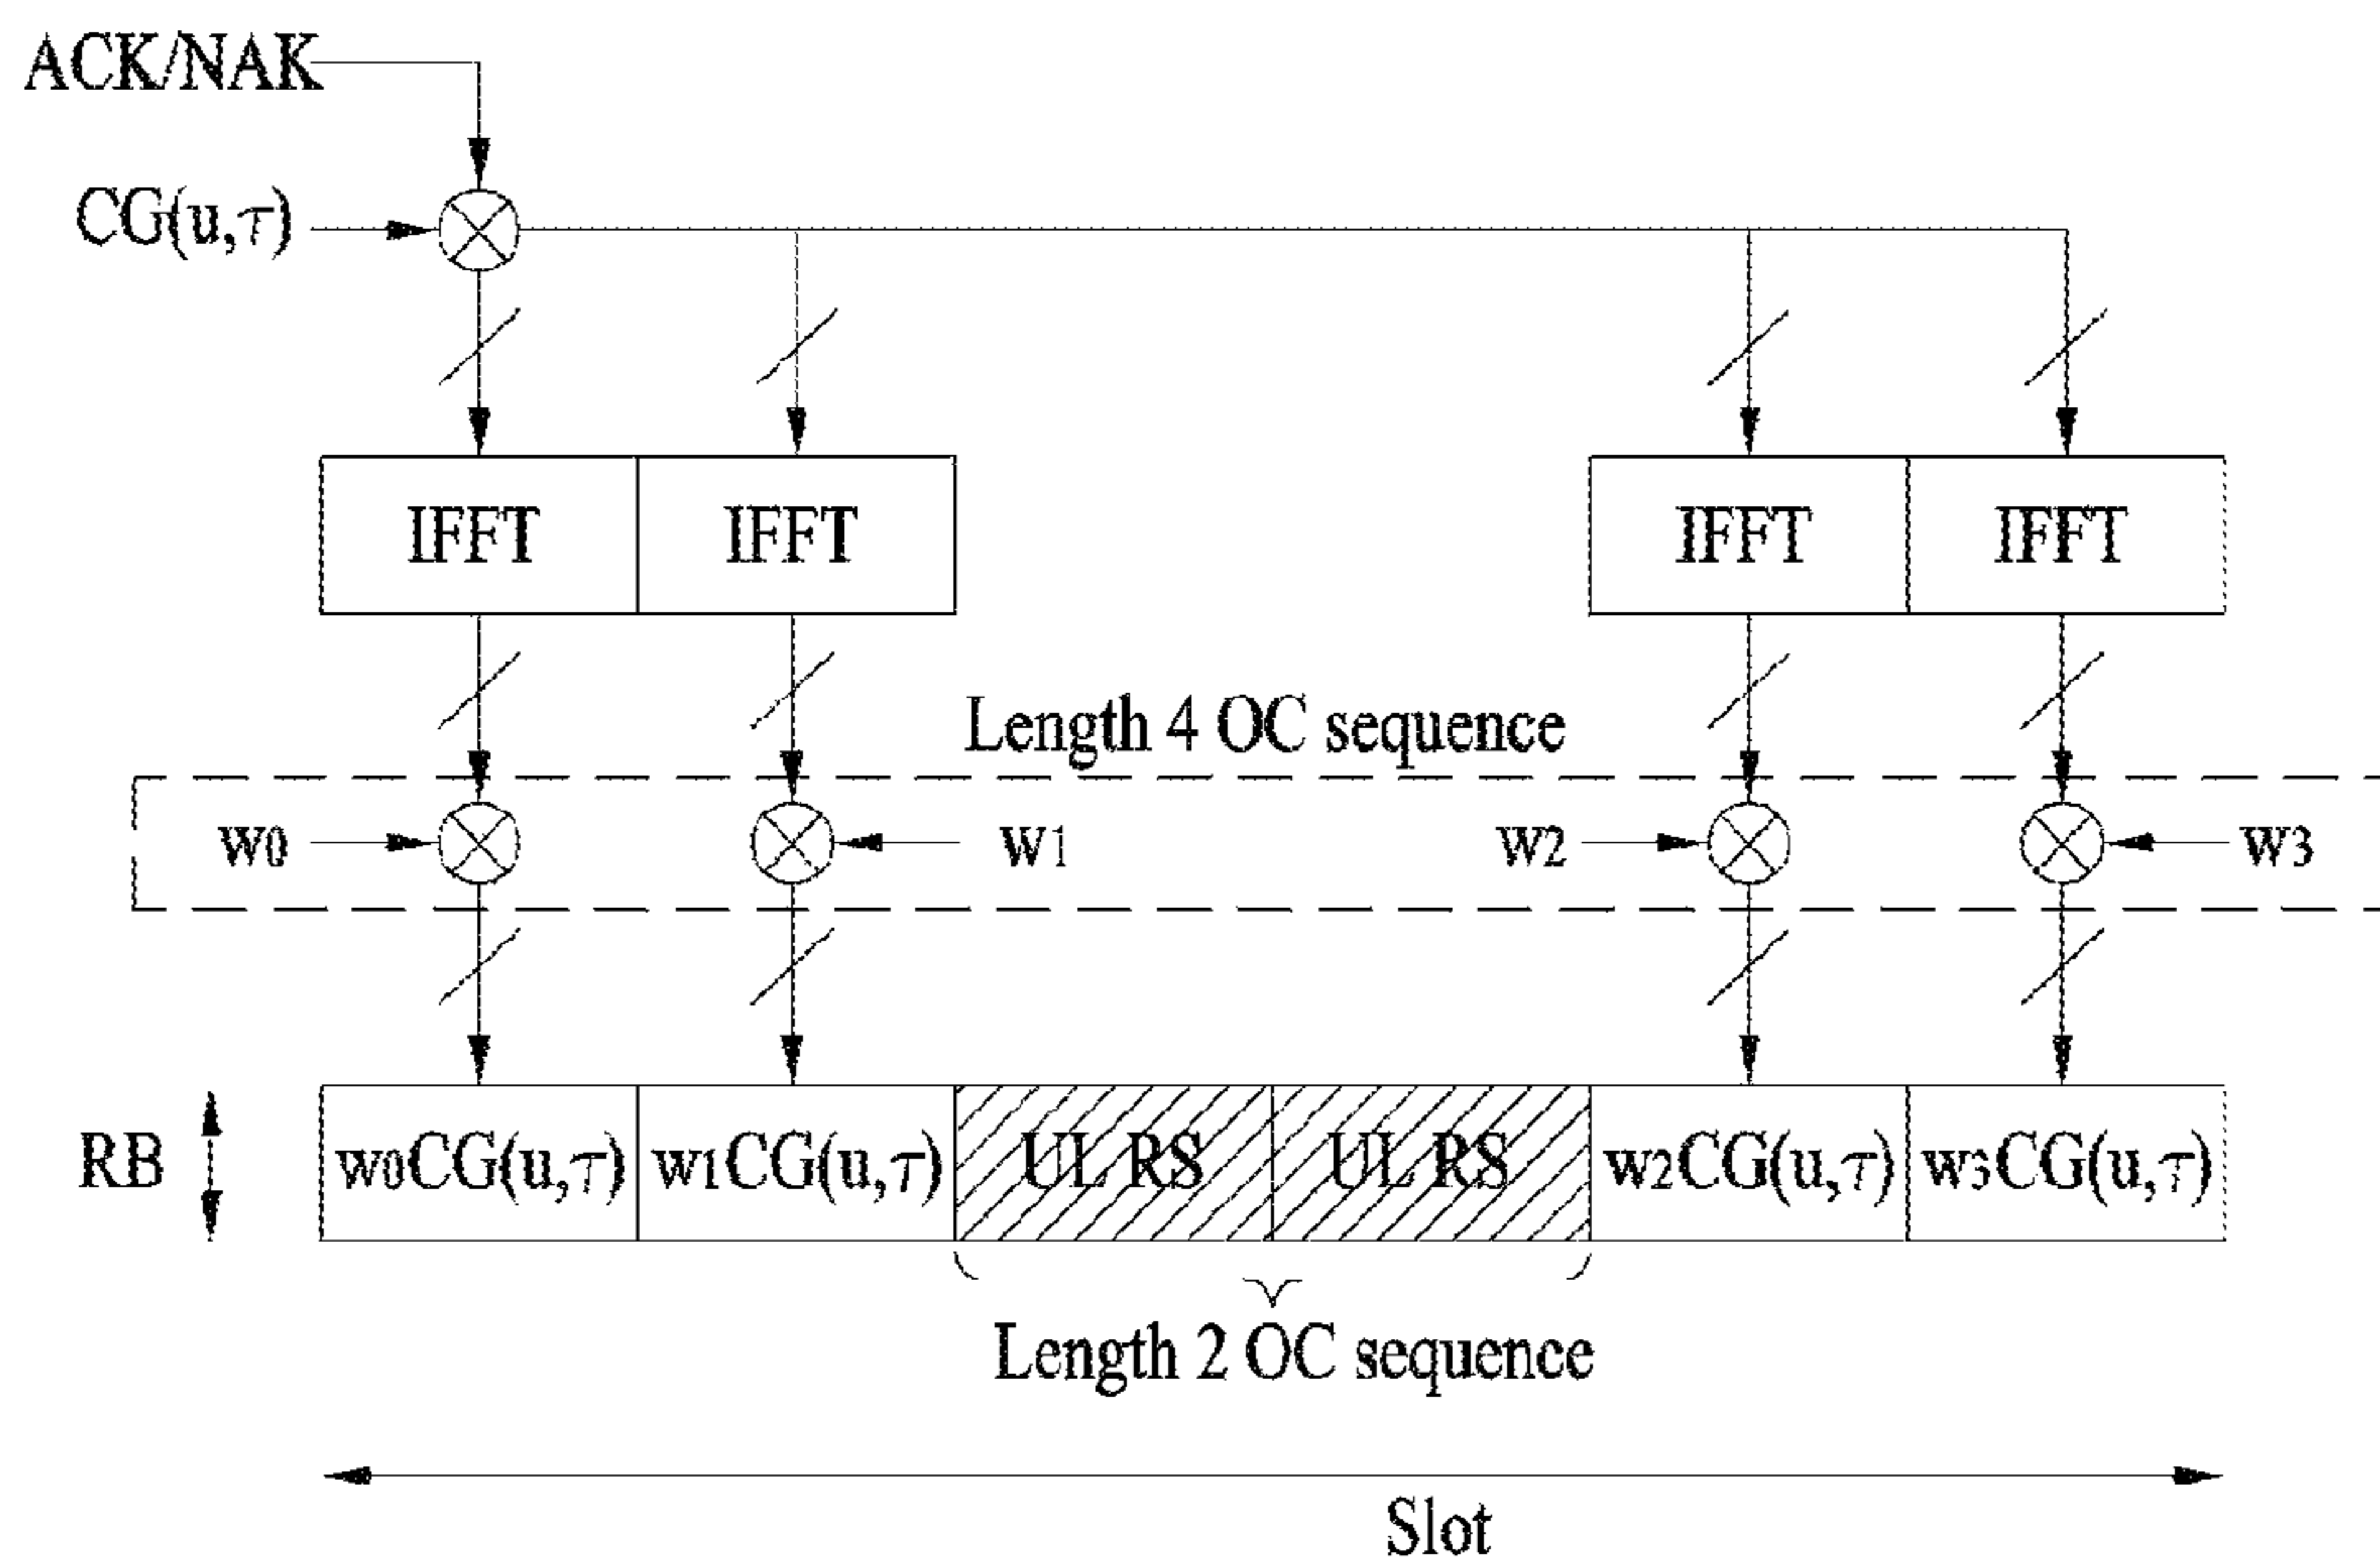 ACK/NAK
CG(u,τ)
IFFT IFFT IFFT IFFT
Length 4 OC sequence
w0 w1 w2 w3
RB w0CG(u,τ) w1CG(u,τ) UL RS UL RS w2CG(u,τ) w3CG(u,τ)
Length 2 OC sequence
Slot